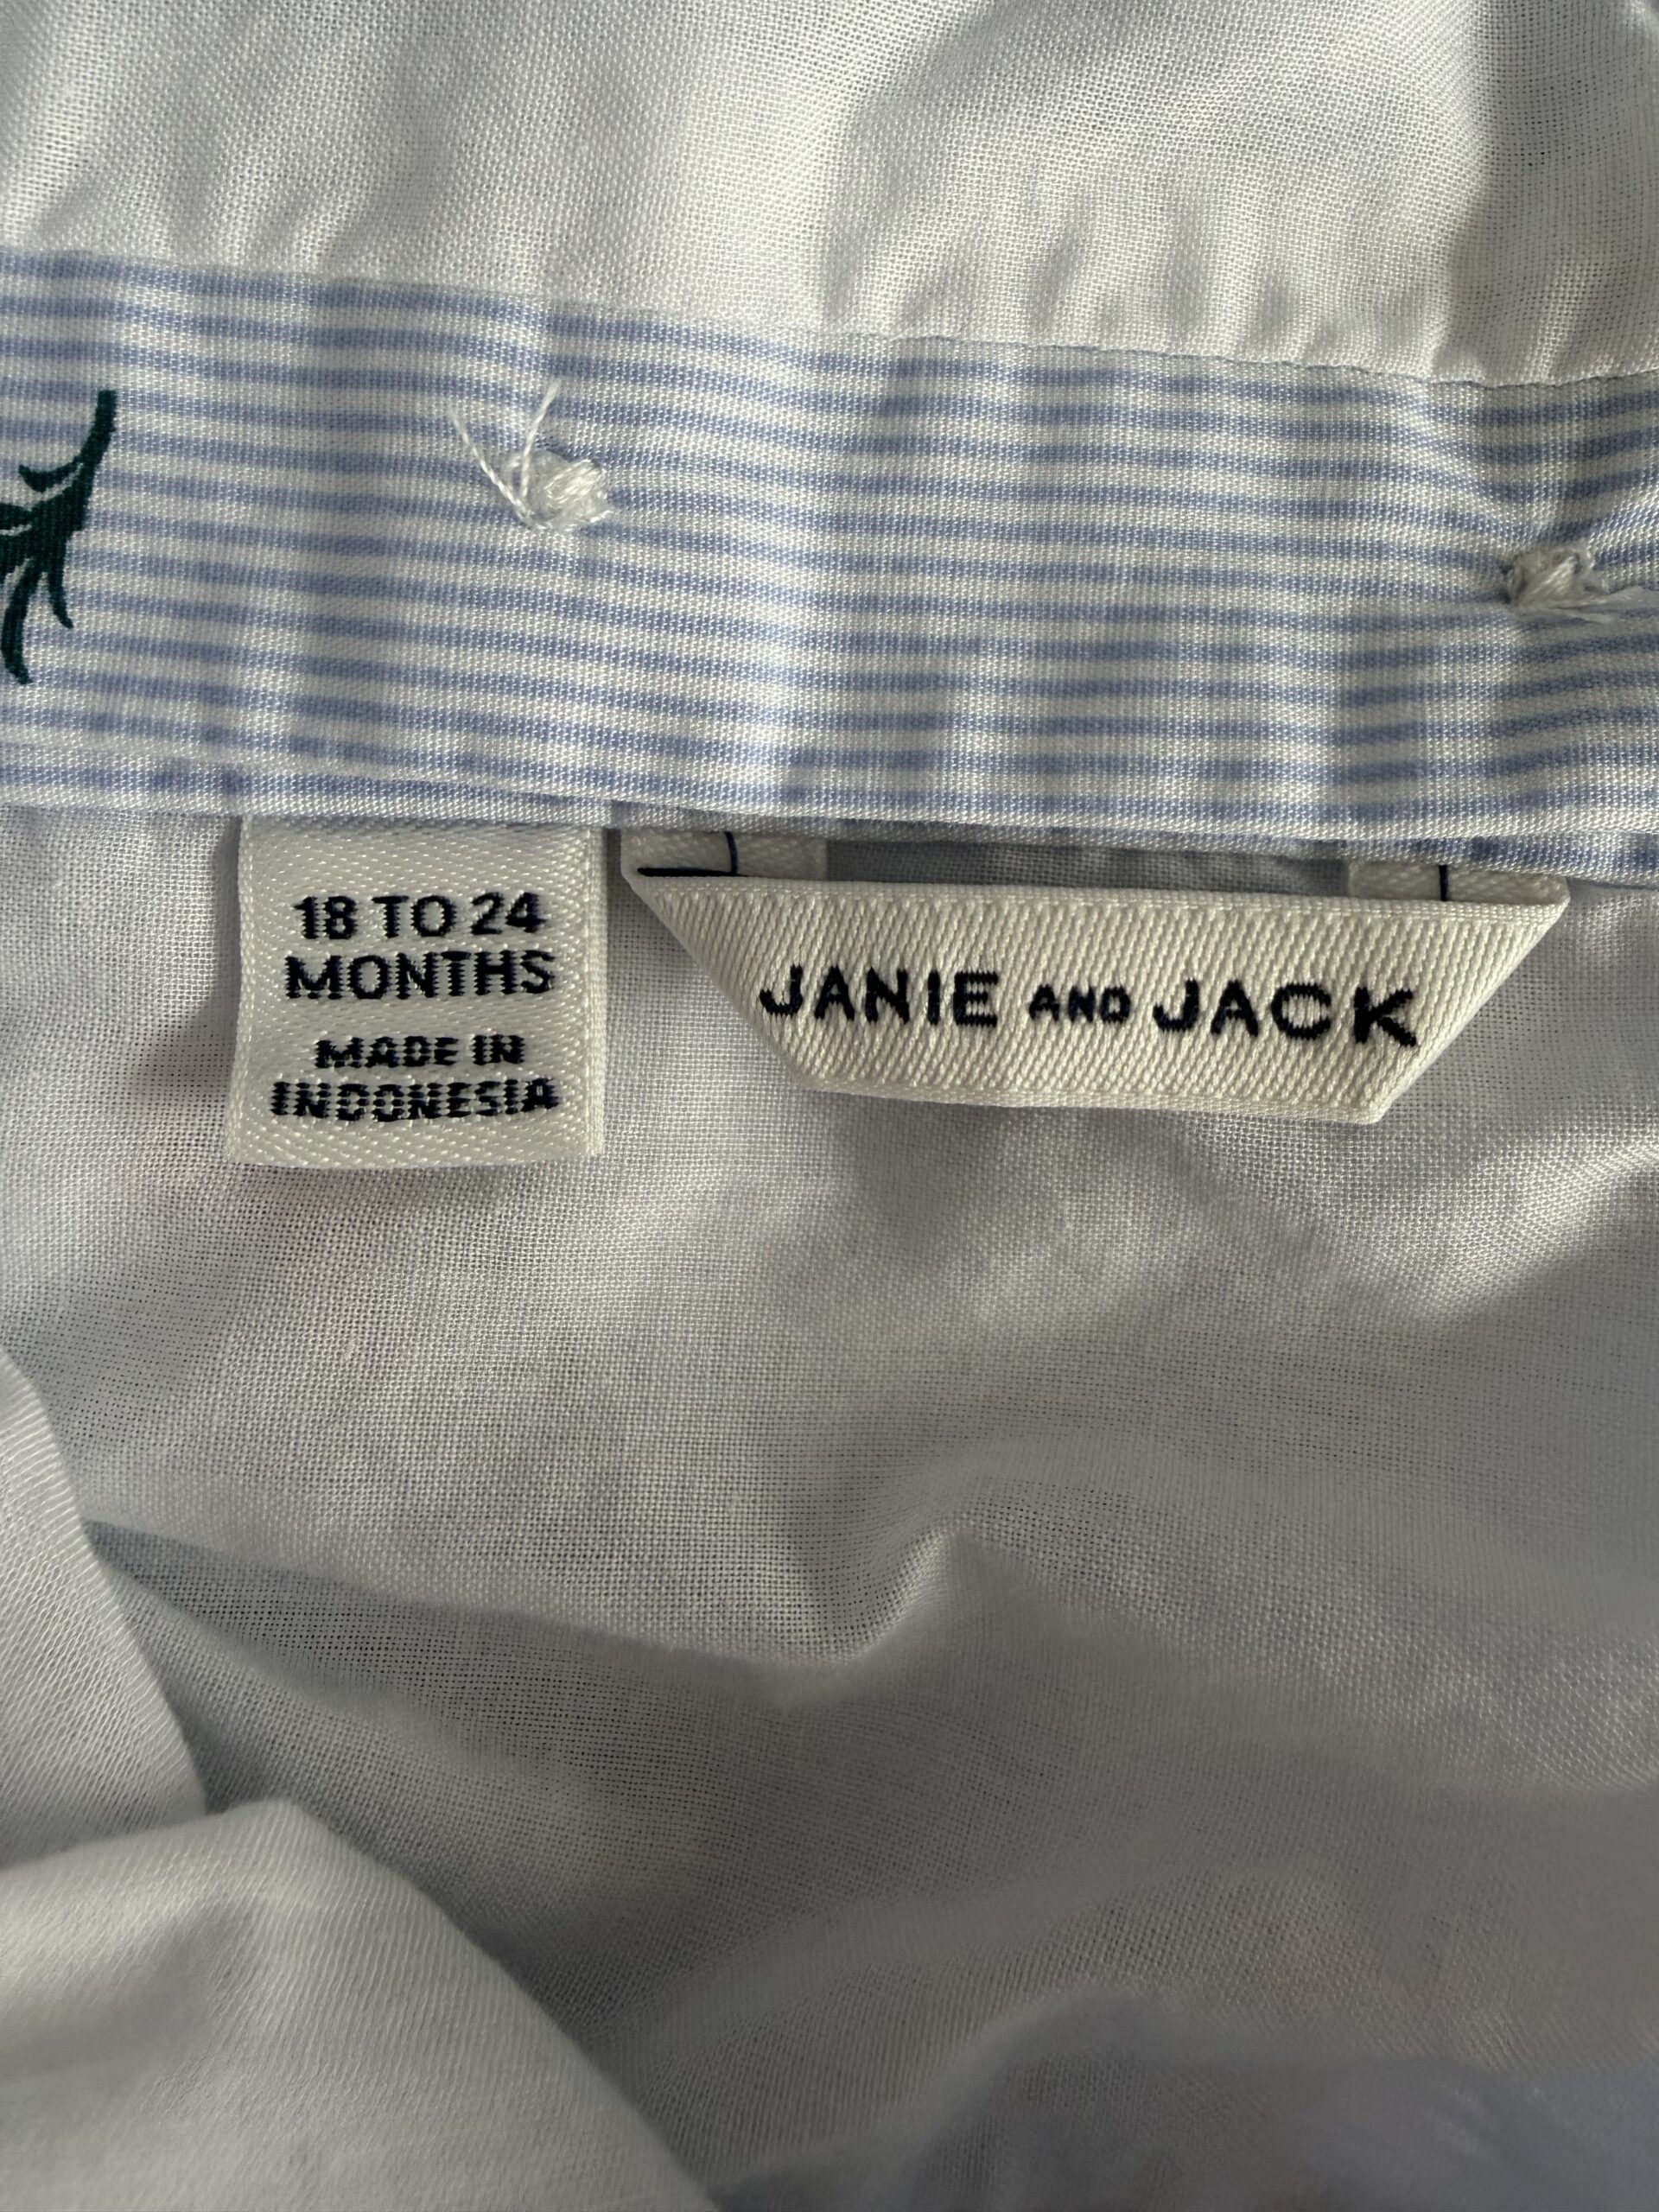 18 TO 24
MONTHS
MADE IN
INDONESIA
JANIE AND JACK